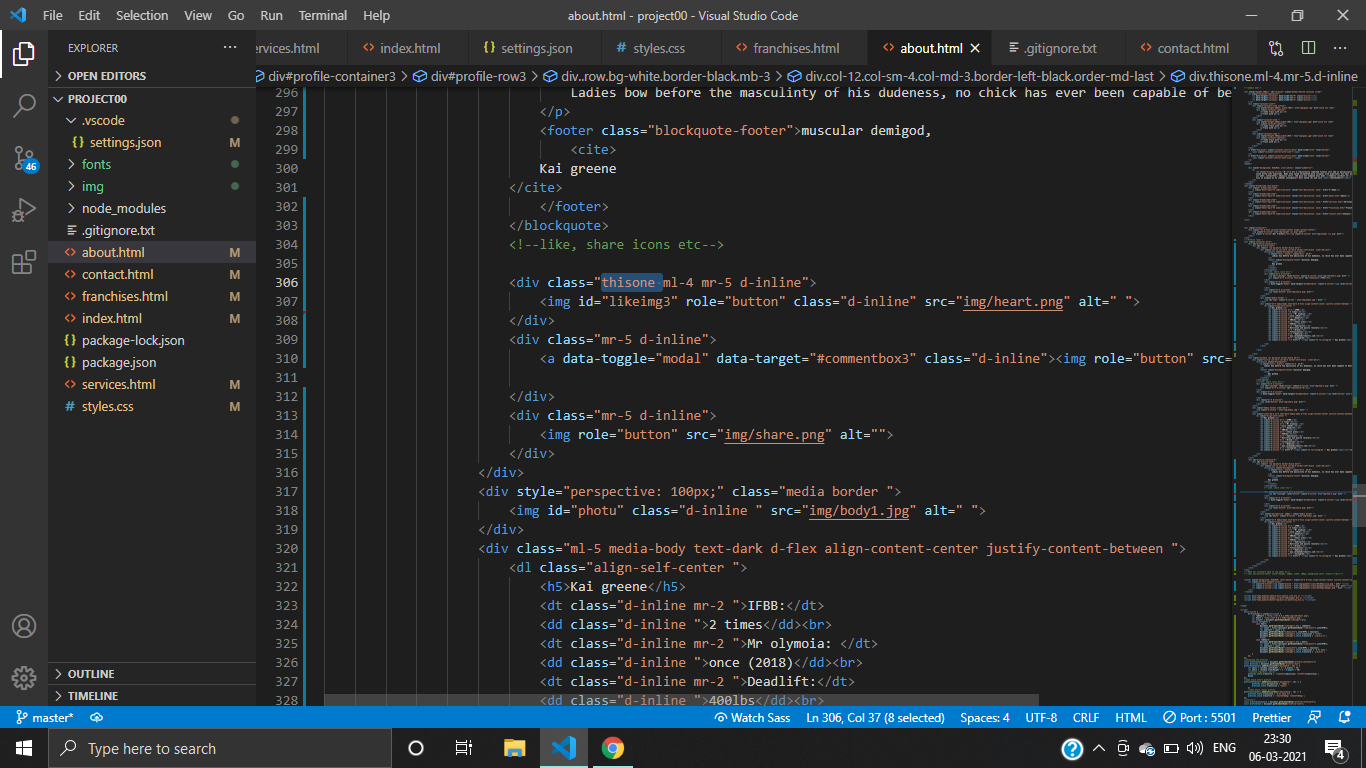 File Edit Selection View Go Run Terminal Help
about.html - project00 - Visual Studio Code
EXPLORER
OPEN EDITORS
PROJECT00
.vscode
{} settings.json M
fonts
img
node_modules
.gitignore.txt
<> about.html M
<> contact.html M
<> franchises.html M
<> index.html M
{} package-lock.json
{} package.json
<> services.html M
# styles.css M
OUTLINE
TIMELINE
46
ervices.html <> index.html {} settings.json # styles.css <> franchises.html <> about.html .gitignore.txt <> contact.html
div#profile-container3 > div#profile-row3 > div..row.bg-white.border-black.mb-3 > div.col-12.col-sm-4.col-md-3.border-left-black.order-md-last > div.thisone.ml-4.mr-5.d-inline
296 Ladies bow before the masculinty of his dudeness, no chick has ever been capable of be
297 </p>
298 <footer class="blockquote-footer">muscular demigod,
299 <cite>
300 Kai greene
301 </cite>
302 </footer>
303 </blockquote>
304 <!--like, share icons etc-->
305
306 <div class="thisone ml-4 mr-5 d-inline">
307 <img id="likeimg3" role="button" class="d-inline" src="img/heart.png" alt=" ">
308 </div>
309 <div class="mr-5 d-inline">
310 <a data-toggle="modal" data-target="#commentbox3" class="d-inline"><img role="button" src=
311
312 </div>
313 <div class="mr-5 d-inline">
314 <img role="button" src="img/share.png" alt="">
315 </div>
316 </div>
317 <div style="perspective: 100px;" class="media border ">
318 <img id="photu" class="d-inline " src="img/body1.jpg" alt=" ">
319 </div>
320 <div class="ml-5 media-body text-dark d-flex align-content-center justify-content-between ">
321 <dl class="align-self-center ">
322 <h5>Kai greene</h5>
323 <dt class="d-inline mr-2 ">IFBB:</dt>
324 <dd class="d-inline ">2 times</dd><br>
325 <dt class="d-inline mr-2 ">Mr olymoia: </dt>
326 <dd class="d-inline ">once (2018)</dd><br>
327 <dt class="d-inline mr-2 ">Deadlift:</dt>
328 <dd class="d-inline ">400lbs</dd><br>
master* Watch Sass Ln 306, Col 37 (8 selected) Spaces: 4 UTF-8 CRLF HTML Port : 5501 Prettier
Type here to search
ENG
23:30
06-03-2021
4